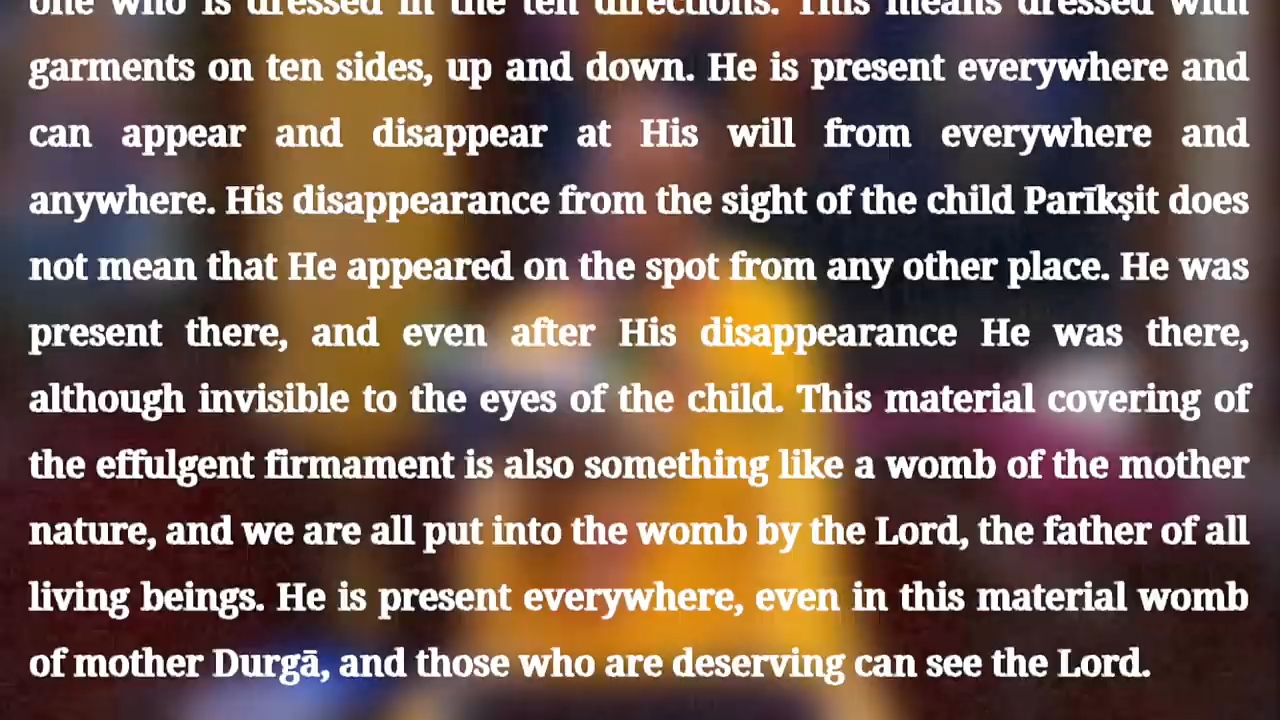 one who is dressed in the ten directions. This means dressed with
garments on ten sides, up and down. He is present everywhere and
can appear and disappear at His will from everywhere and
anywhere. His disappearance from the sight of the child Parīkṣit does
not mean that He appeared on the spot from any other place. He was
present there, and even after His disappearance He was there,
although invisible to the eyes of the child. This material covering of
the effulgent firmament is also something like a womb of the mother
nature, and we are all put into the womb by the Lord, the father of all
living beings. He is present everywhere, even in this material womb
of mother Durgā, and those who are deserving can see the Lord.